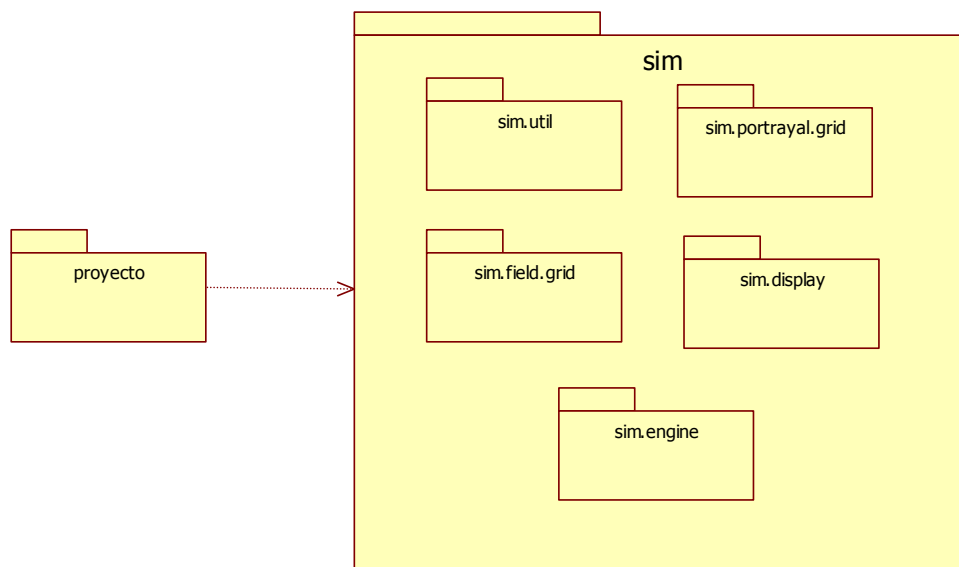 sim
sim.util
sim.portrayal.grid
proyecto
sim.field.grid
sim.display
sim.engine